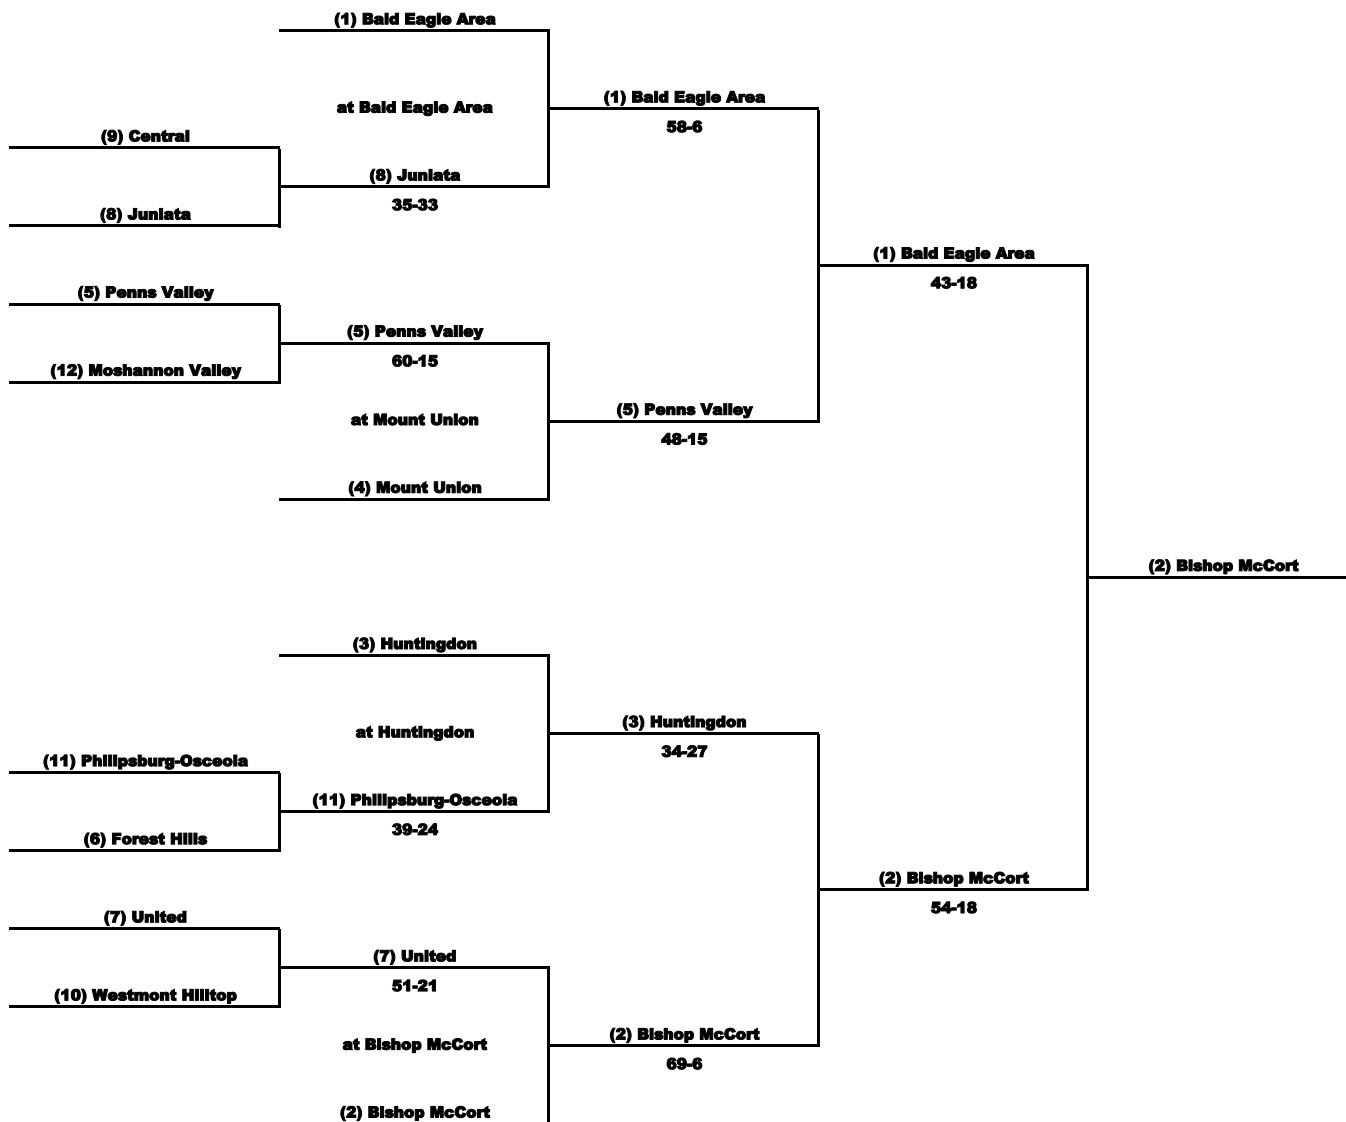 (1) Bald Eagle Area
at Bald Eagle Area
(1) Bald Eagle Area
58-6
(9) Central
(8) Juniata
35-33
(8) Juniata
(1) Bald Eagle Area
43-18
(5) Penns Valley
(5) Penns Valley
60-15
(12) Moshannon Valley
at Mount Union
(5) Penns Valley
48-15
(4) Mount Union
(2) Bishop McCort
(3) Huntingdon
at Huntingdon
(3) Huntingdon
34-27
(11) Philipsburg-Osceola
(11) Philipsburg-Osceola
39-24
(6) Forest Hills
(2) Bishop McCort
54-18
(7) United
(7) United
51-21
(10) Westmont Hilltop
at Bishop McCort
(2) Bishop McCort
69-6
(2) Bishop McCort